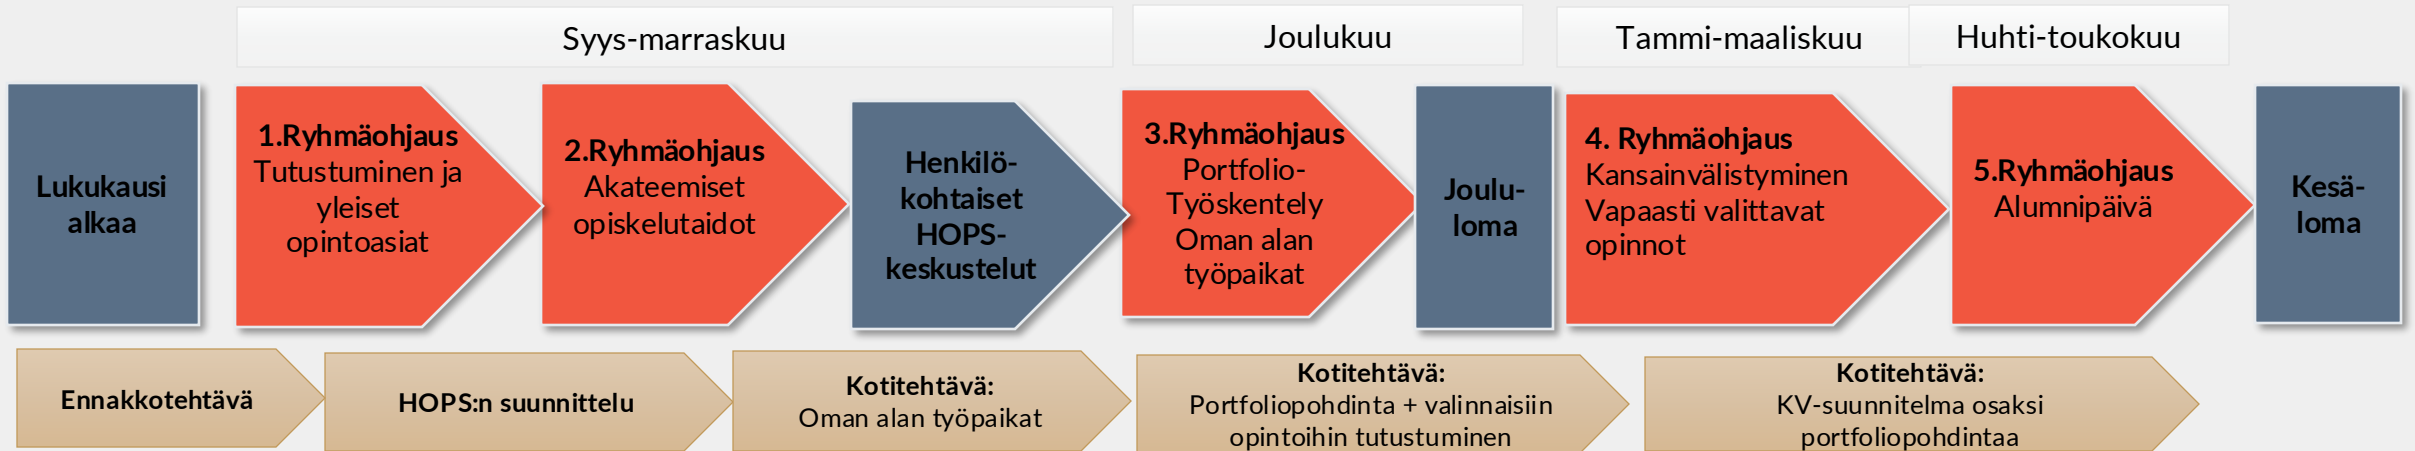 Syys-marraskuu
Joulukuu
Tammi-maaliskuu
Huhti-toukokuu
Lukukausi
alkaa
1.Ryhmäohjaus
Tutustuminen ja
yleiset
opintoasiat
2.Ryhmäohjaus
Akateemiset
opiskelutaidot
Henkilö-
kohtaiset
HOPS-
keskustelut
3.Ryhmäohjaus
Portfolio-
Työskentely
Oman alan
työpaikat
Joulu-
loma
4. Ryhmäohjaus
Kansainvälistyminen
Vapaasti valittavat
opinnot
5.Ryhmäohjaus
Alumnipäivä
Kesä-
loma
Ennakkotehtävä
HOPS:n suunnittelu
Kotitehtävä:
Oman alan työpaikat
Kotitehtävä:
Portfoliopohdinta + valinnaisiin
opintoihin tutustuminen
Kotitehtävä:
KV-suunnitelma osaksi
portfoliopohdintaa